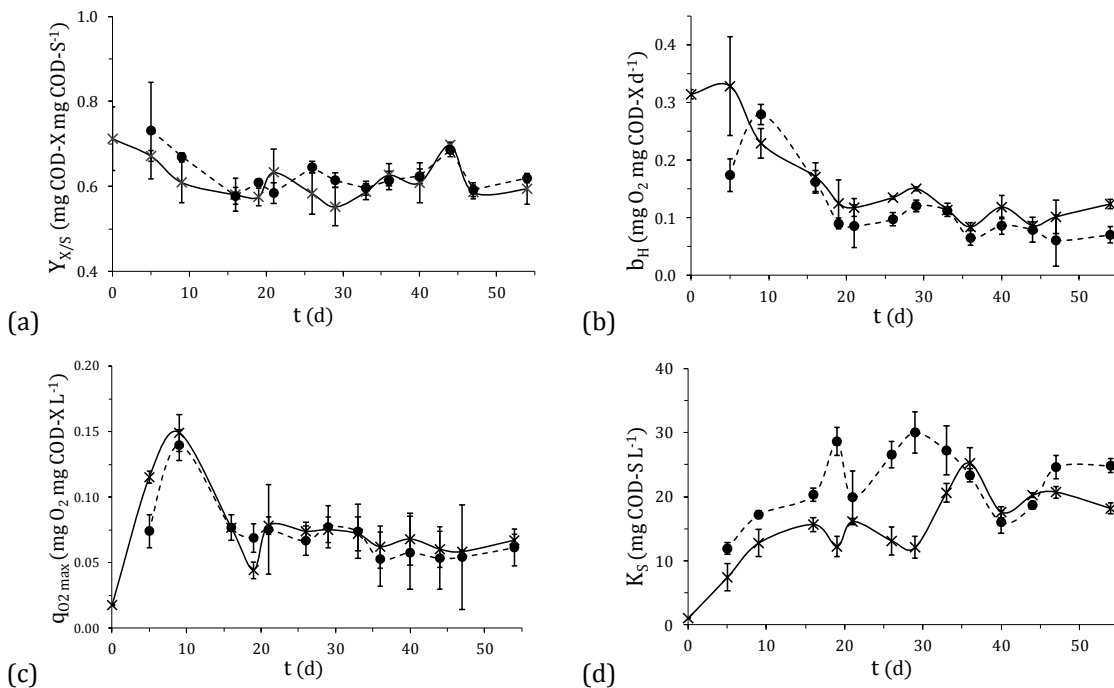 1.0
0.8
0.6
0.4
Y_X/S (mg COD-X mg COD-S⁻¹)
0 10 20 30 40 50
t (d)
(a)
0.4
0.3
0.2
0.1
0.0
b_H (mg O₂ mg COD-X d⁻¹)
0 10 20 30 40 50
t (d)
(b)
0.20
0.15
0.10
0.05
0.00
q_O2 max (mg O₂ mg COD-X L⁻¹)
0 10 20 30 40 50
t (d)
(c)
40
30
20
10
0
K_S (mg COD-S L⁻¹)
0 10 20 30 40 50
t (d)
(d)